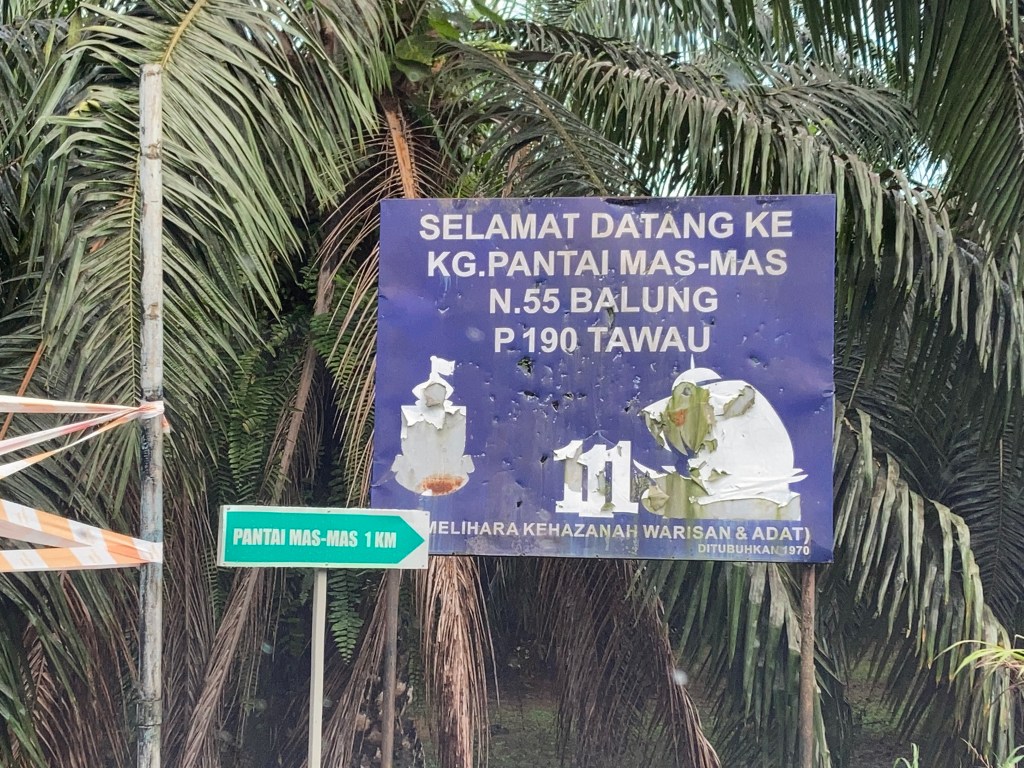 SELAMAT DATANG KE
KG.PANTAI MAS-MAS
N.55 BALUNG
P 190 TAWAU
(MELIHARA KEHAZANAH WARISAN & ADAT)
DITUBUHKAN 1970
PANTAI MAS-MAS 1 KM